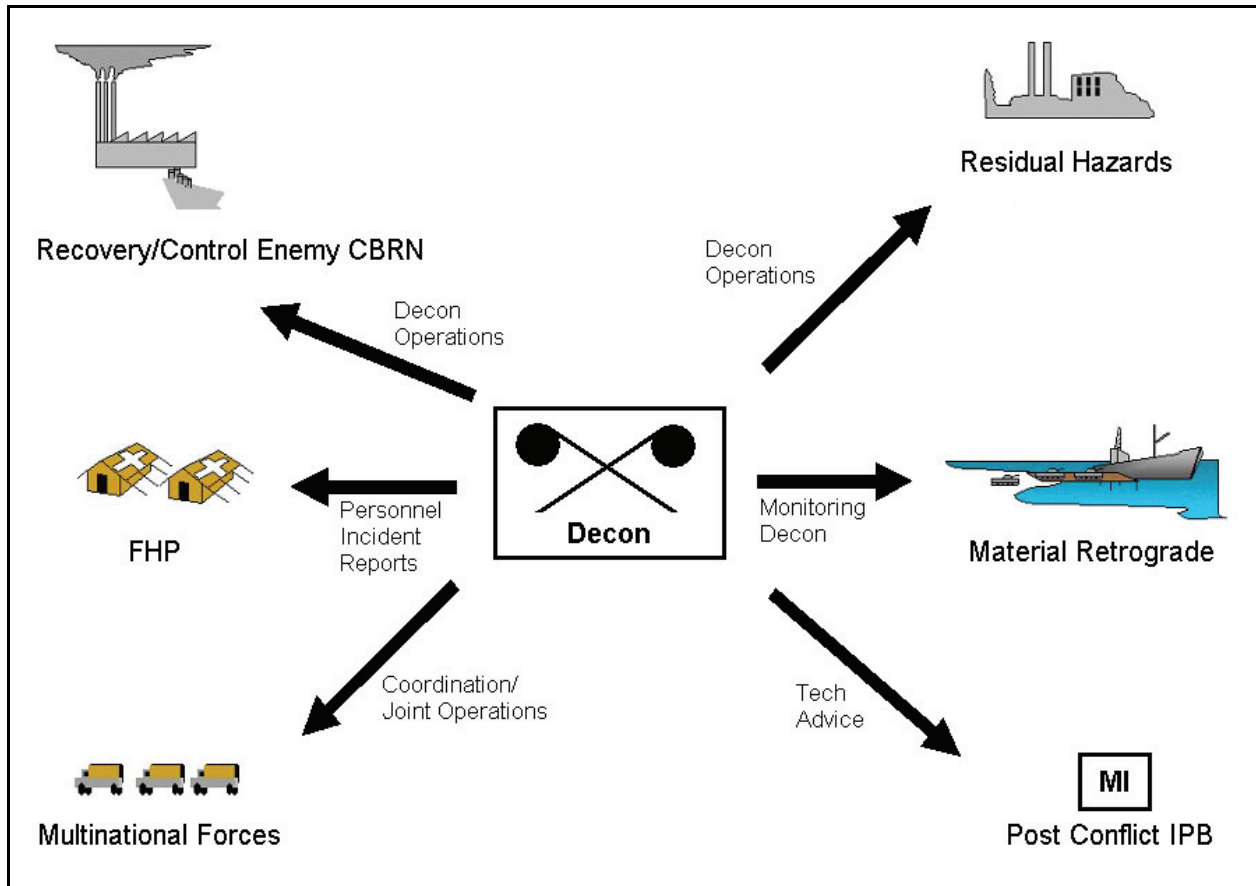 Residual Hazards
Recovery/Control Enemy CBRN
Decon
Operations
Decon
Operations
FHP
Personnel
Incident
Reports
Decon
Monitoring
Decon
Material Retrograde
Coordination/
Joint Operations
Tech
Advice
Multinational Forces
MI
Post Conflict IPB